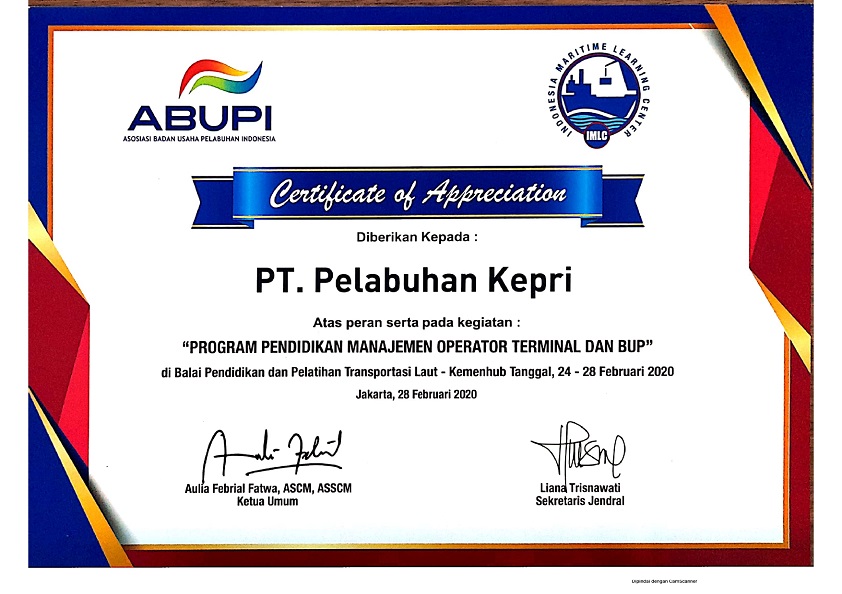 ABUPI
ASOSIASI BADAN USAHA PELABUHAN INDONESIA
INDONESIA MARITIME LEARNING CENTER
IMLC
Certificate of Appreciation
Diberikan Kepada :
PT. Pelabuhan Kepri
Atas peran serta pada kegiatan :
“PROGRAM PENDIDIKAN MANAJEMEN OPERATOR TERMINAL DAN BUP”
di Balai Pendidikan dan Pelatihan Transportasi Laut - Kemenhub Tanggal, 24 - 28 Februari 2020
Jakarta, 28 Februari 2020
Aulia Febrial Fatwa, ASCM, ASSCM
Ketua Umum
Liana Trisnawati
Sekretaris Jendral
Dipindai dengan CamScanner